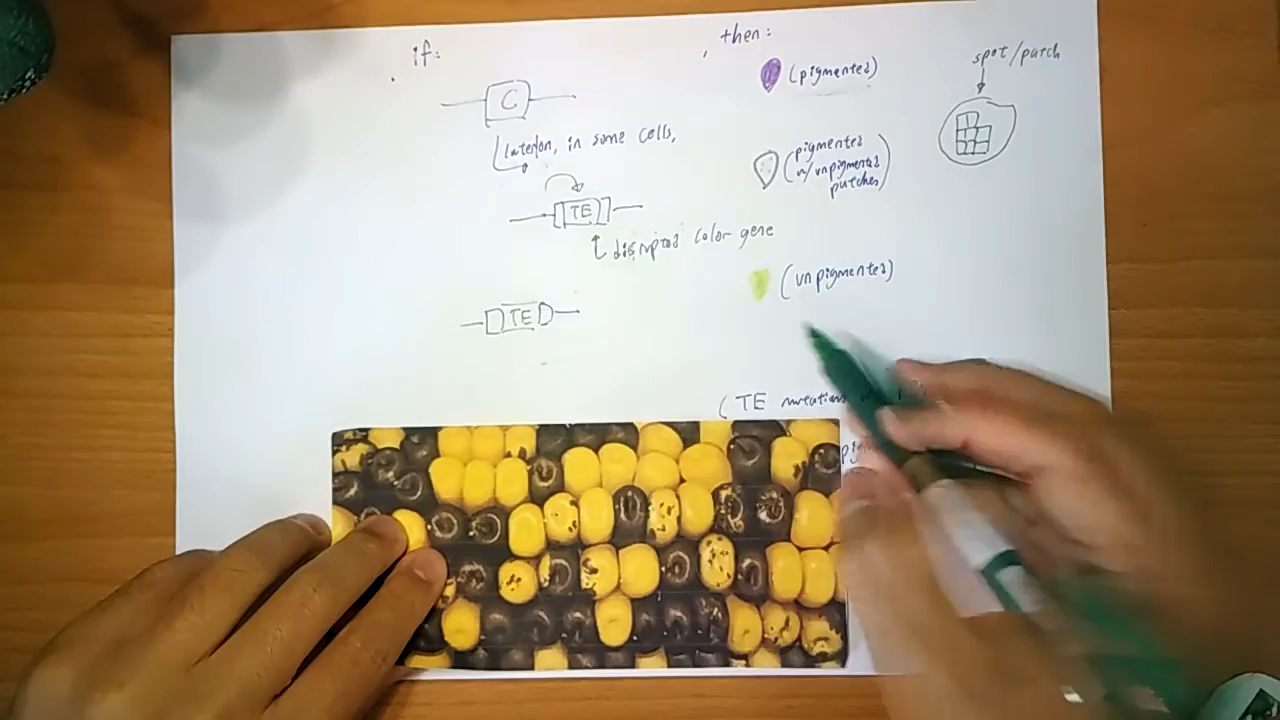 if:
then:
spot/patch
C
(pigmented)
later on, in some cells,
pigmented
w/unpigmented
patches)
TE
disrupted color gene
(unpigmented)
TE
(TE mutations